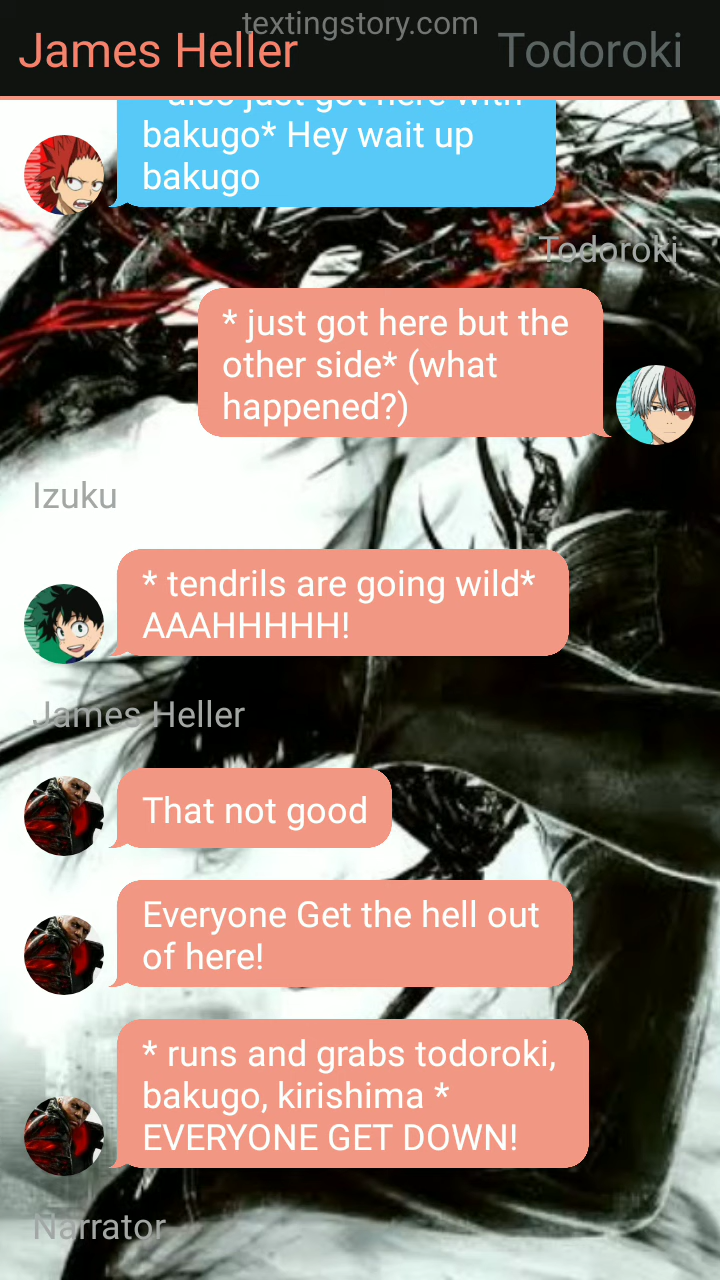 textingstory.com
James Heller Todoroki
* also just got here with
bakugo* Hey wait up
bakugo
Todoroki
* just got here but the
other side* (what
happened?)
Izuku
* tendrils are going wild*
AAAHHHHH!
James Heller
That not good
Everyone Get the hell out
of here!
* runs and grabs todoroki,
bakugo, kirishima *
EVERYONE GET DOWN!
Narrator